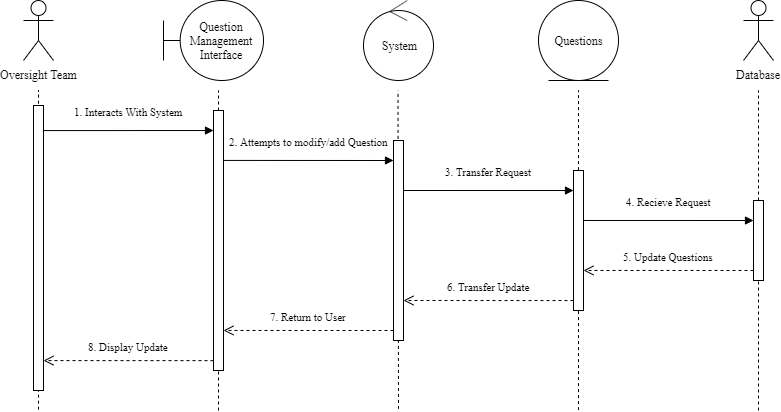 Question
Management
Interface
System
Questions
Oversight Team
Database
1. Interacts With System
2. Attempts to modify/add Question
3. Transfer Request
4. Recieve Request
5. Update Questions
6. Transfer Update
7. Return to User
8. Display Update